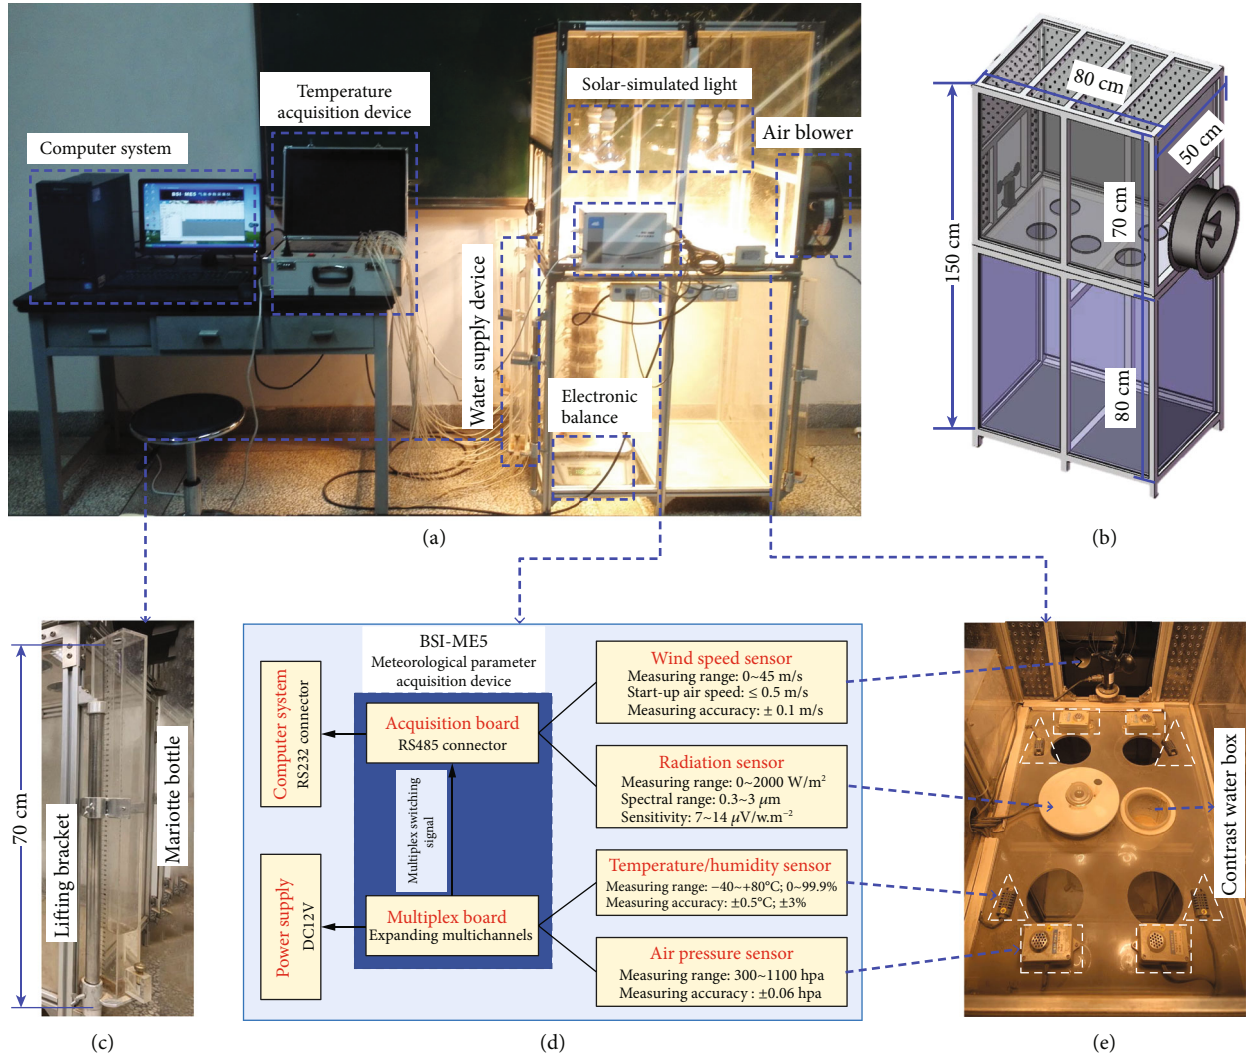 Temperature
acquisition device
Computer system
Solar-simulated light
Air blower
Water supply device
Electronic
balance
BSI-ME5
(a)
80 cm
50 cm
70 cm
150 cm
80 cm
(b)
70 cm
Lifting bracket
Mariotte bottle
(c)
BSI-ME5
Meteorological parameter
acquisition device
Computer system
RS232 connector
Acquisition board
RS485 connector
Multiplex switching
signal
Power supply
DC12V
Multiplex board
Expanding multichannels
Wind speed sensor
Measuring range: 0~45 m/s
Start-up air speed: ≤ 0.5 m/s
Measuring accuracy: ± 0.1 m/s
Radiation sensor
Measuring range: 0~2000 W/m²
Spectral range: 0.3~3 μm
Sensitivity: 7~14 μV/w.m⁻²
Temperature/humidity sensor
Measuring range: −40~+80°C; 0~99.9%
Measuring accuracy: ±0.5°C; ±3%
Air pressure sensor
Measuring range: 300~1100 hpa
Measuring accuracy : ±0.06 hpa
(d)
Contrast water box
(e)